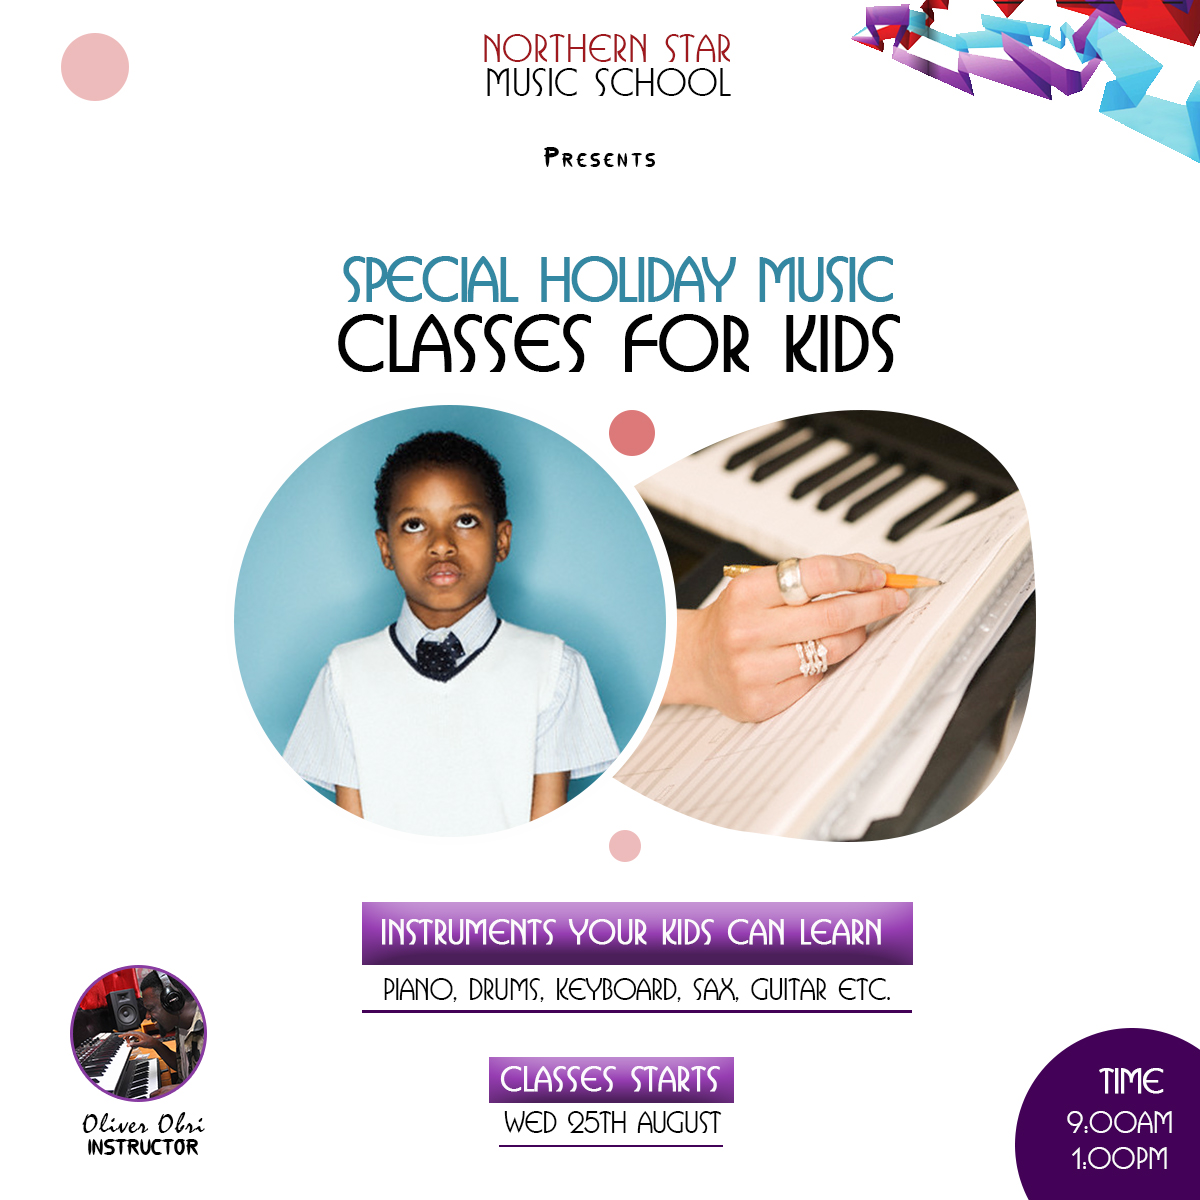 NORTHERN STAR
MUSIC SCHOOL
PRESENTS
SPECIAL HOLIDAY MUSIC
CLASSES FOR KIDS
INSTRUMENTS YOUR KIDS CAN LEARN
PIANO, DRUMS, KEYBOARD, SAX, GUITAR ETC.
CLASSES STARTS
WED 25TH AUGUST
Oliver Obri
INSTRUCTOR
TIME
9:00AM
1:00PM